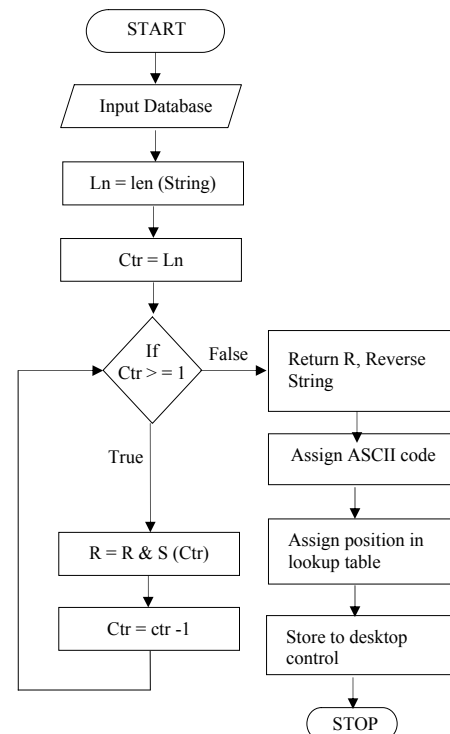 START
Input Database
Ln = len (String)
Ctr = Ln
If
Ctr > = 1
False
True
R = R & S (Ctr)
Ctr = ctr -1
Return R, Reverse
String
Assign ASCII code
Assign position in
lookup table
Store to desktop
control
STOP